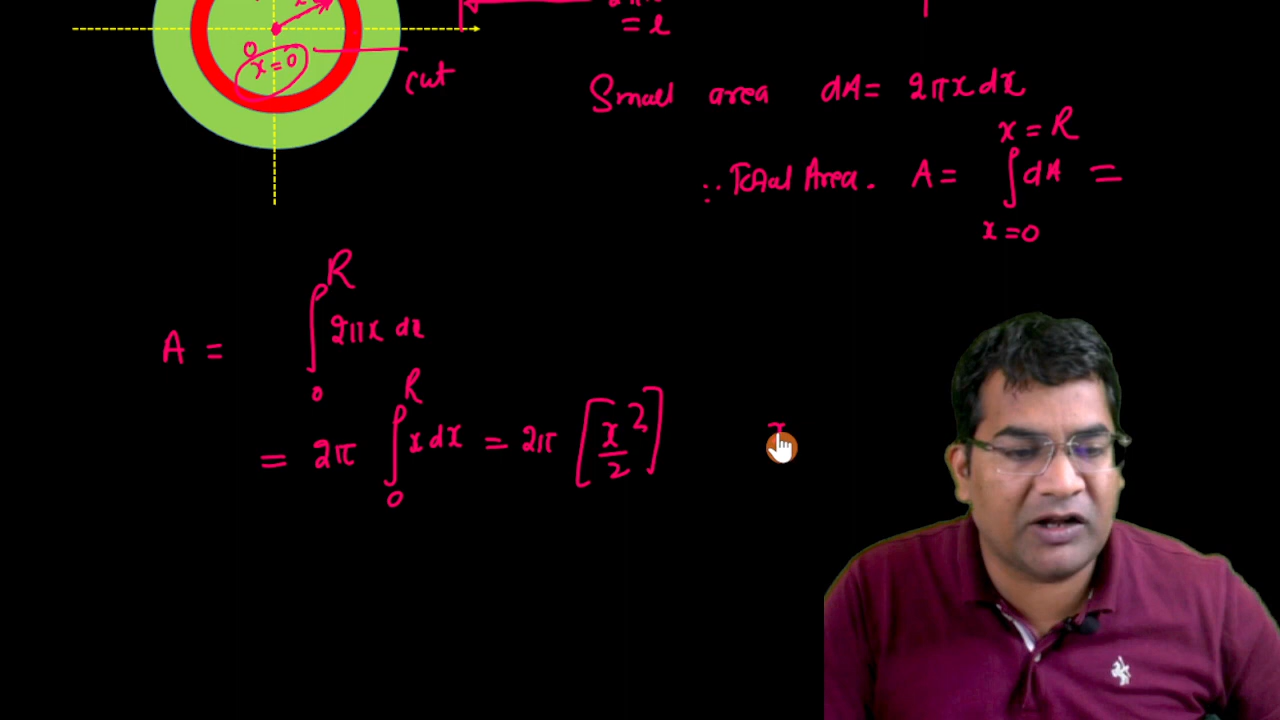 = l
0
x = 0
cut
Small area dA = 2πx dx
x = R
∴ Total Area. A = ∫ dA =
x = 0
R
A = ∫ 2πx dx
0
R
= 2π ∫ x dx = 2π [x²/2]
0